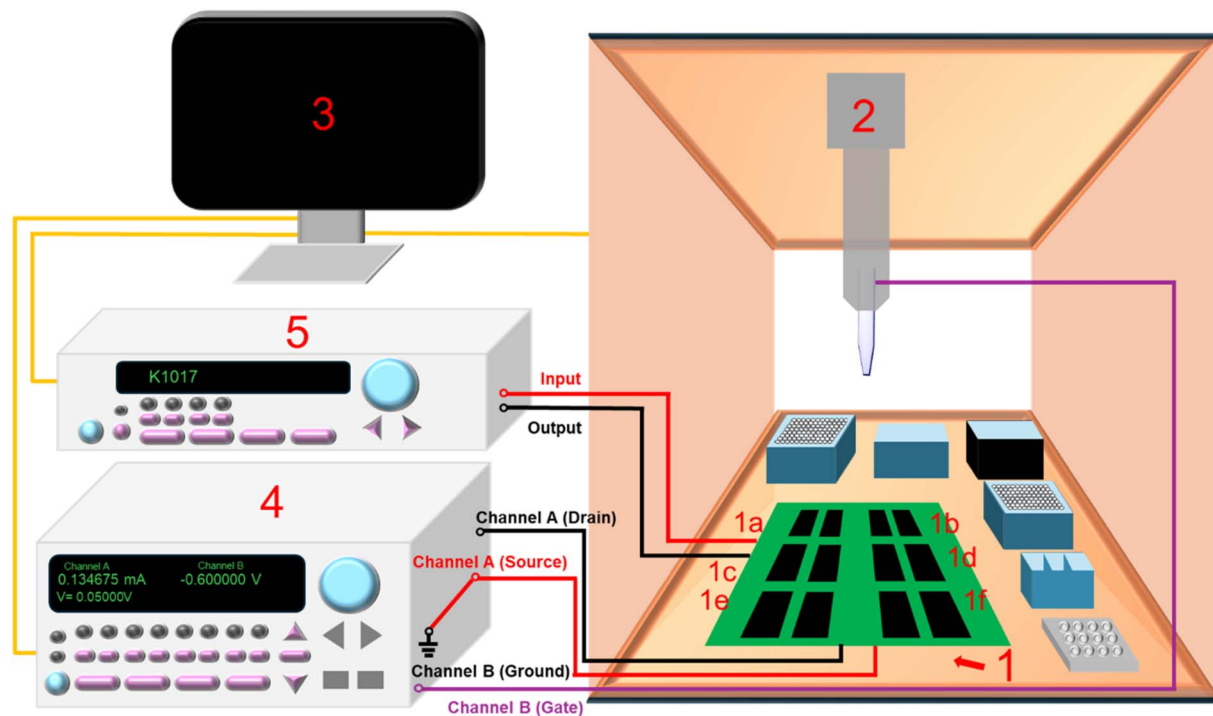 3
2
5
K1017
Input
Output
4
Channel A
0.134675 mA
V= 0.05000V
Channel B
-0.600000 V
Channel A (Drain)
Channel A (Source)
Channel B (Ground)
Channel B (Gate)
1a
1b
1c
1d
1e
1f
1